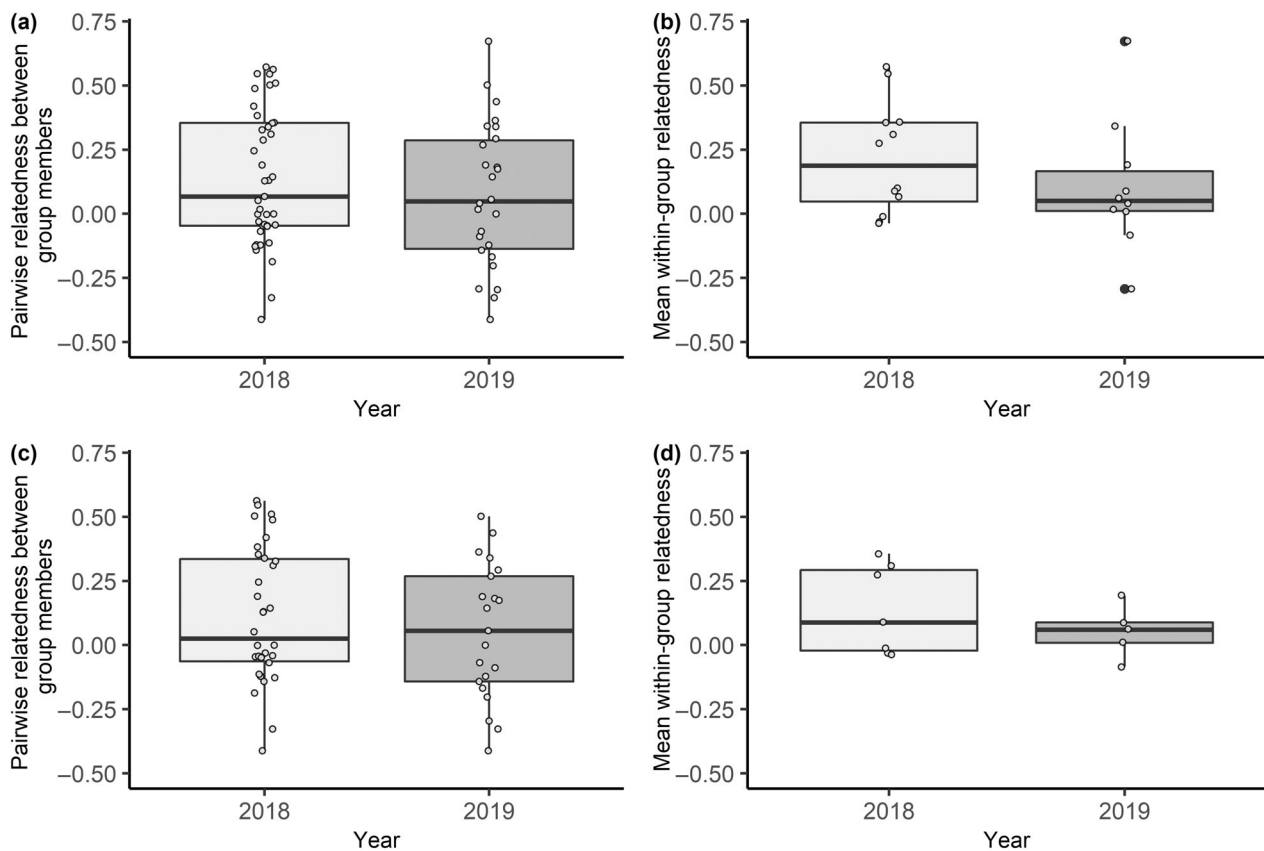 (a)
Pairwise relatedness between
group members
0.75
0.50
0.25
0.00
−0.25
−0.50
2018
2019
Year
(b)
Mean within-group relatedness
0.75
0.50
0.25
0.00
−0.25
−0.50
2018
2019
Year
(c)
Pairwise relatedness between
group members
0.75
0.50
0.25
0.00
−0.25
−0.50
2018
2019
Year
(d)
Mean within-group relatedness
0.75
0.50
0.25
0.00
−0.25
−0.50
2018
2019
Year